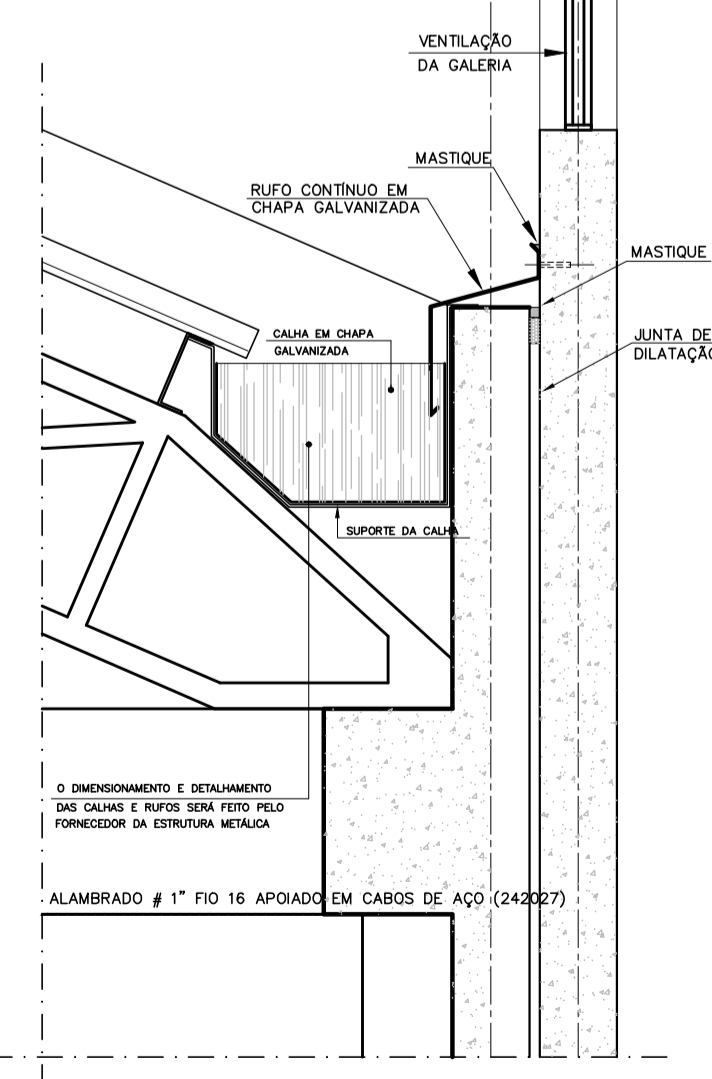 VENTILAÇÃO
DA GALERIA
MASTIQUE
RUFO CONTÍNUO EM
CHAPA GALVANIZADA
MASTIQUE
CALHA EM CHAPA
GALVANIZADA
JUNTA DE
DILATAÇÃO
SUPORTE DA CALHA
O DIMENSIONAMENTO E DETALHAMENTO
DAS CALHAS E RUFOS SERÁ FEITO PELO
FORNECEDOR DA ESTRUTURA METÁLICA
ALAMBRADO # 1" FIO 16 APOIADO EM CABOS DE AÇO (242027)